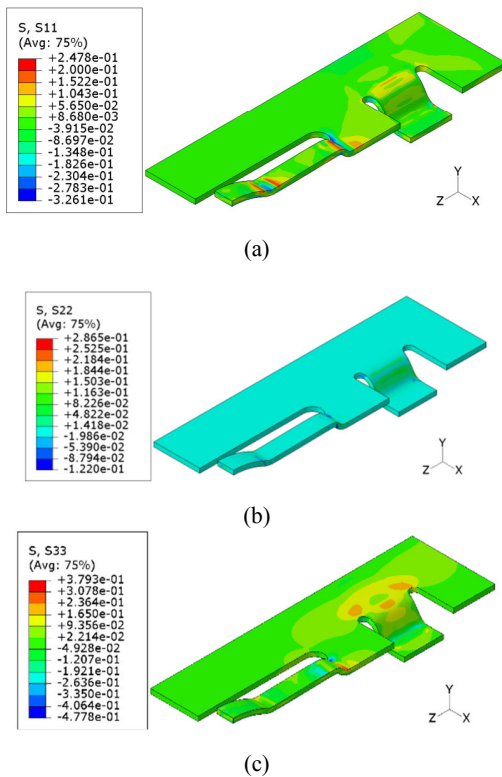 S, S11
(Avg: 75%)
+2.478e-01
+2.000e-01
+1.522e-01
+1.043e-01
+5.650e-02
+8.680e-03
-3.915e-02
-8.697e-02
-1.348e-01
-1.826e-01
-2.304e-01
-2.783e-01
-3.261e-01
Y
Z
X
(a)
S, S22
(Avg: 75%)
+2.865e-01
+2.525e-01
+2.184e-01
+1.844e-01
+1.503e-01
+1.163e-01
+8.226e-02
+4.822e-02
+1.418e-02
-1.986e-02
-5.390e-02
-8.794e-02
-1.220e-01
Y
Z
X
(b)
S, S33
(Avg: 75%)
+3.793e-01
+3.078e-01
+2.364e-01
+1.650e-01
+9.356e-02
+2.214e-02
-4.928e-02
-1.207e-01
-1.921e-01
-2.636e-01
-3.350e-01
-4.064e-01
-4.778e-01
Y
Z
X
(c)